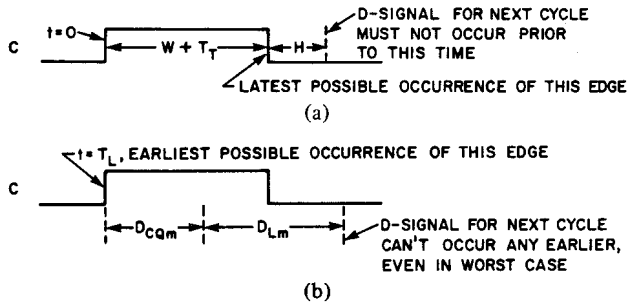 D-SIGNAL FOR NEXT CYCLE
MUST NOT OCCUR PRIOR
TO THIS TIME
t=0
C
W + T_T
H
LATEST POSSIBLE OCCURRENCE OF THIS EDGE
(a)
t= T_L, EARLIEST POSSIBLE OCCURRENCE OF THIS EDGE
C
D_CQm
D_Lm
D-SIGNAL FOR NEXT CYCLE
CAN'T OCCUR ANY EARLIER,
EVEN IN WORST CASE
(b)